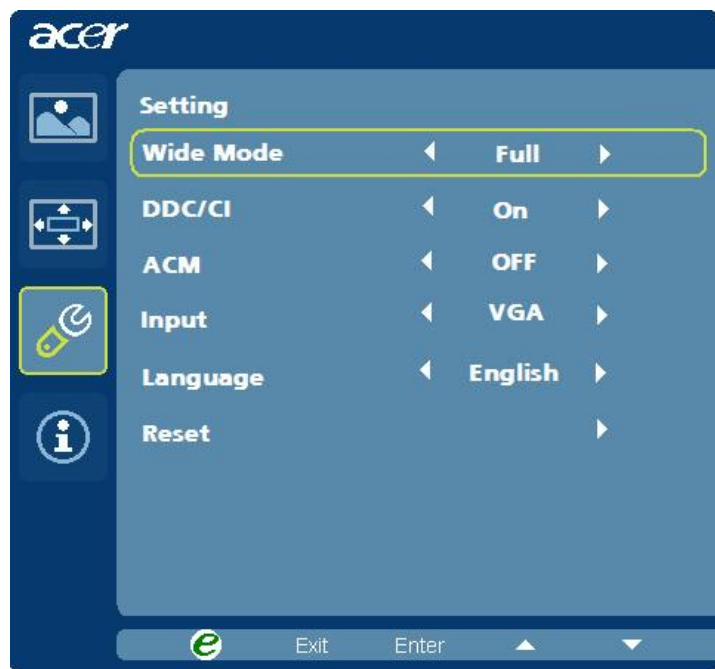 acer
Setting
Wide Mode Full
DDC/CI On
ACM OFF
Input VGA
Language English
Reset
e Exit Enter